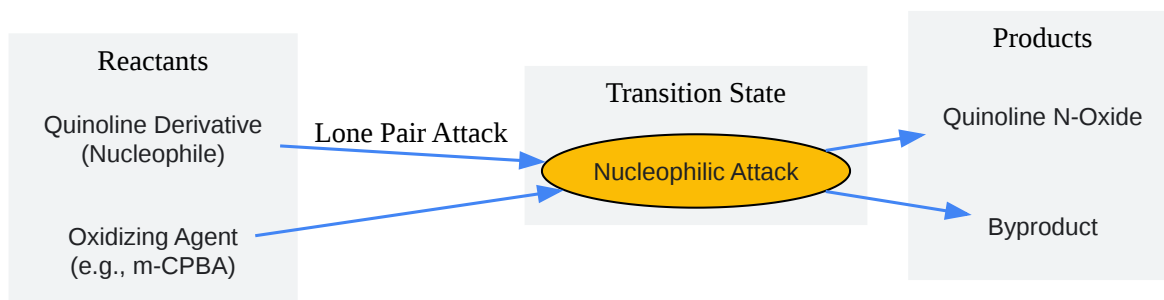 Reactants
Quinoline Derivative
(Nucleophile)
Oxidizing Agent
(e.g., m-CPBA)
Lone Pair Attack
Transition State
Nucleophilic Attack
Products
Quinoline N-Oxide
Byproduct